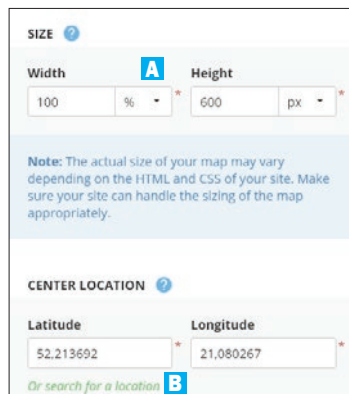 SIZE ?
A
Width Height
100 % * 600 px *
Note: The actual size of your map may vary
depending on the HTML and CSS of your site. Make
sure your site can handle the sizing of the map
appropriately.
CENTER LOCATION ?
Latitude Longitude
52,213692 * 21,080267 *
Or search for a location B